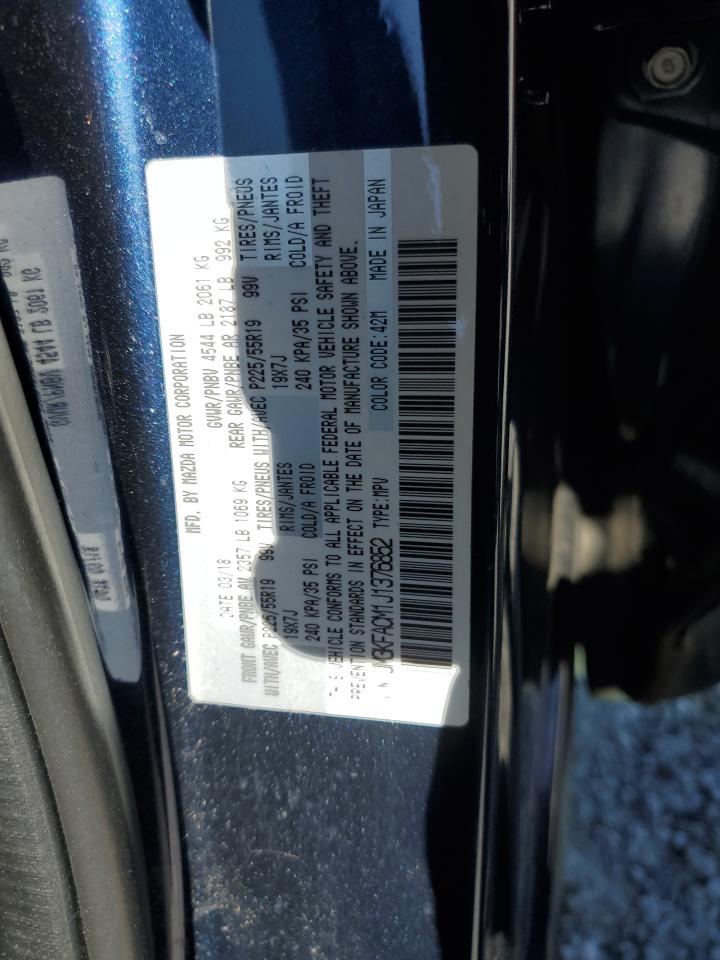 MFD. BY MAZDA MOTOR CORPORATION
DATE 03/18 GVWR/PNBV 4544 LB 2061 KG
FRONT GAWR/PNBE AV 2357 LB 1069 KG REAR GAWR/PNBE AR 2187 LB 992 KG
WITH/AVEC P225/55R19 99V TIRES/PNEUS WITH/AVEC P225/55R19 99V TIRES/PNEUS
19X7J RIMS/JANTES 19X7J RIMS/JANTES
240 KPA/35 PSI COLD/A FROID 240 KPA/35 PSI COLD/A FROID
THIS VEHICLE CONFORMS TO ALL APPLICABLE FEDERAL MOTOR VEHICLE SAFETY AND THEFT
PREVENTION STANDARDS IN EFFECT ON THE DATE OF MANUFACTURE SHOWN ABOVE.
JM3KFACM1J1376852 TYPE:MPV COLOR CODE:42M MADE IN JAPAN